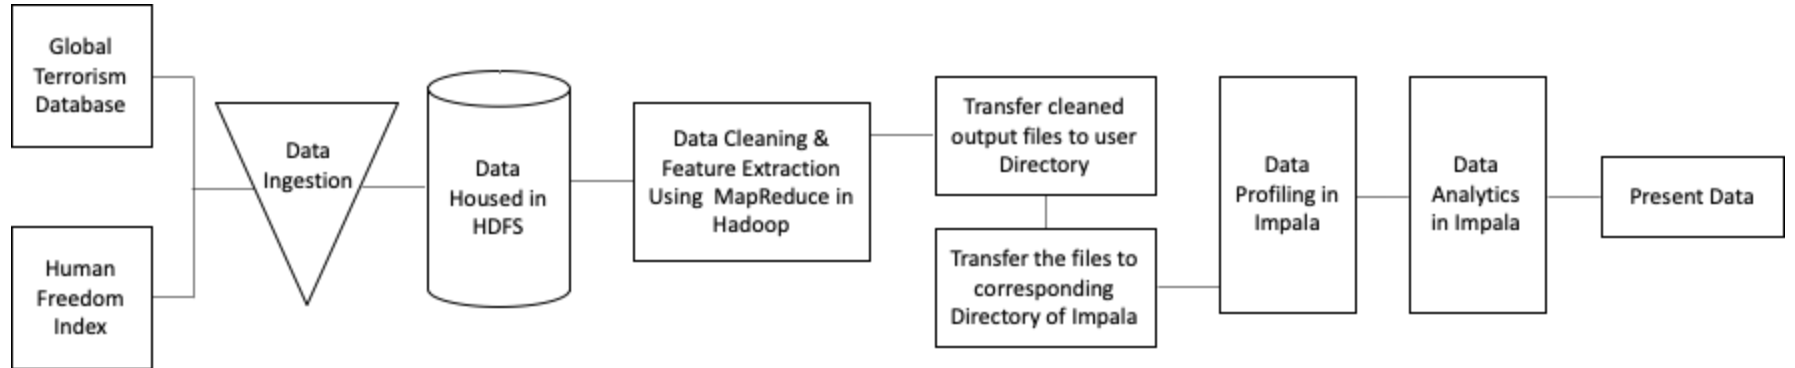 Global
Terrorism
Database
Human
Freedom
Index
Data
Ingestion
Data
Housed in
HDFS
Data Cleaning &
Feature Extraction
Using  MapReduce in
Hadoop
Transfer cleaned
output files to user
Directory
Transfer the files to
corresponding
Directory of Impala
Data
Profiling in
Impala
Data
Analytics
in Impala
Present Data